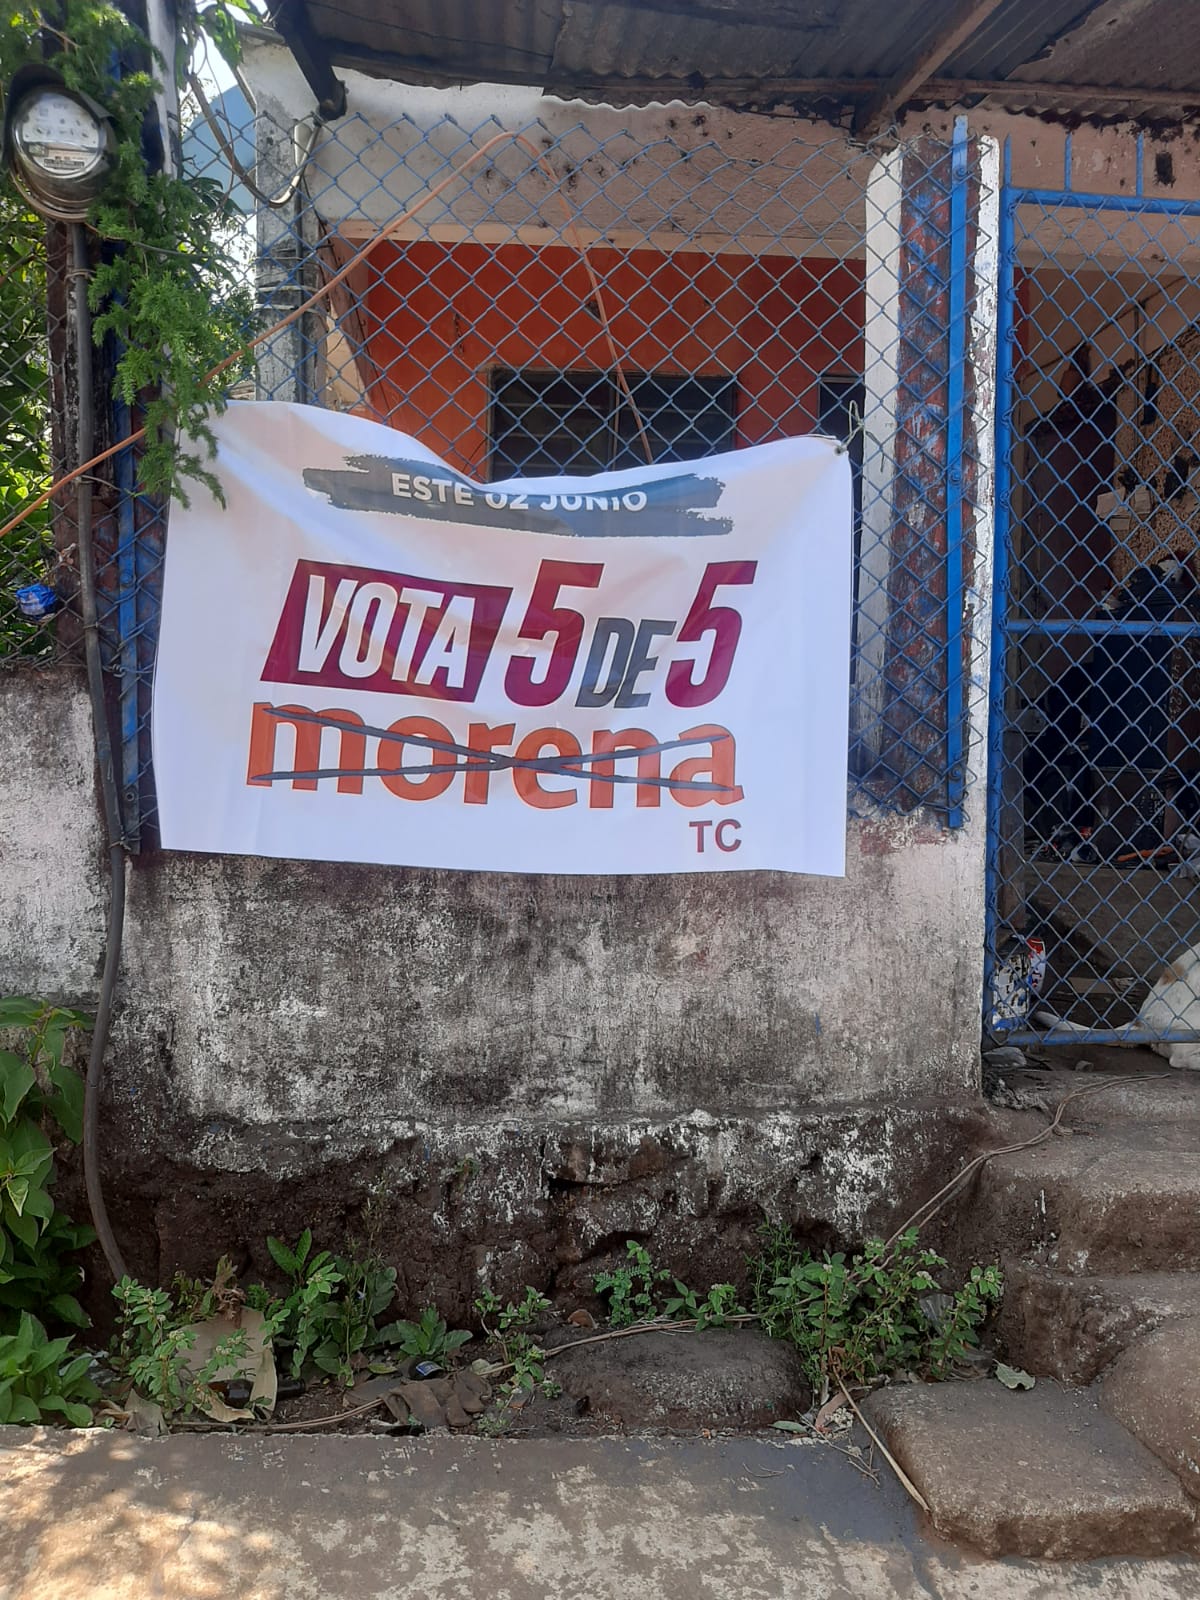 ESTE 02 JUNIO
VOTA 5 DE 5
morena
TC